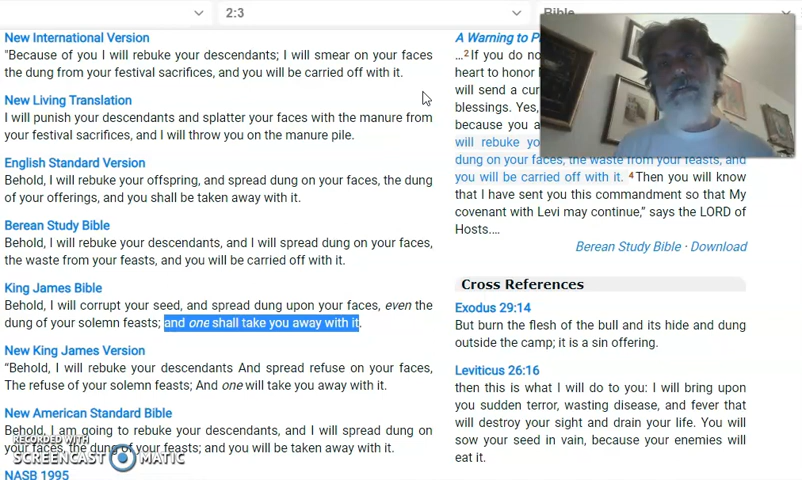 2:3
Bible
New International Version
"Because of you I will rebuke your descendants; I will smear on your faces
the dung from your festival sacrifices, and you will be carried off with it.
New Living Translation
I will punish your descendants and splatter your faces with the manure from
your festival sacrifices, and I will throw you on the manure pile.
English Standard Version
Behold, I will rebuke your offspring, and spread dung on your faces, the dung
of your offerings, and you shall be taken away with it.
Berean Study Bible
Behold, I will rebuke your descendants, and I will spread dung on your faces,
the waste from your feasts, and you will be carried off with it.
King James Bible
Behold, I will corrupt your seed, and spread dung upon your faces, even the
dung of your solemn feasts; and one shall take you away with it.
New King James Version
“Behold, I will rebuke your descendants And spread refuse on your faces,
The refuse of your solemn feasts; And one will take you away with it.
New American Standard Bible
Behold, I am going to rebuke your descendants, and I will spread dung on
your faces, the dung of your feasts; and you will be taken away with it.
NASB 1995
RECORDED WITH
SCREENCAST MATIC
A Warning to
…2 If you do no
heart to honor
will send a cur
blessings. Yes,
because you a
will rebuke yo
dung on your faces, the waste from your feasts, and
you will be carried off with it. 4 Then you will know
that I have sent you this commandment so that My
covenant with Levi may continue,” says the LORD of
Hosts.…
Berean Study Bible · Download
Cross References
Exodus 29:14
But burn the flesh of the bull and its hide and dung
outside the camp; it is a sin offering.
Leviticus 26:16
then this is what I will do to you: I will bring upon
you sudden terror, wasting disease, and fever that
will destroy your sight and drain your life. You will
sow your seed in vain, because your enemies will
eat it.